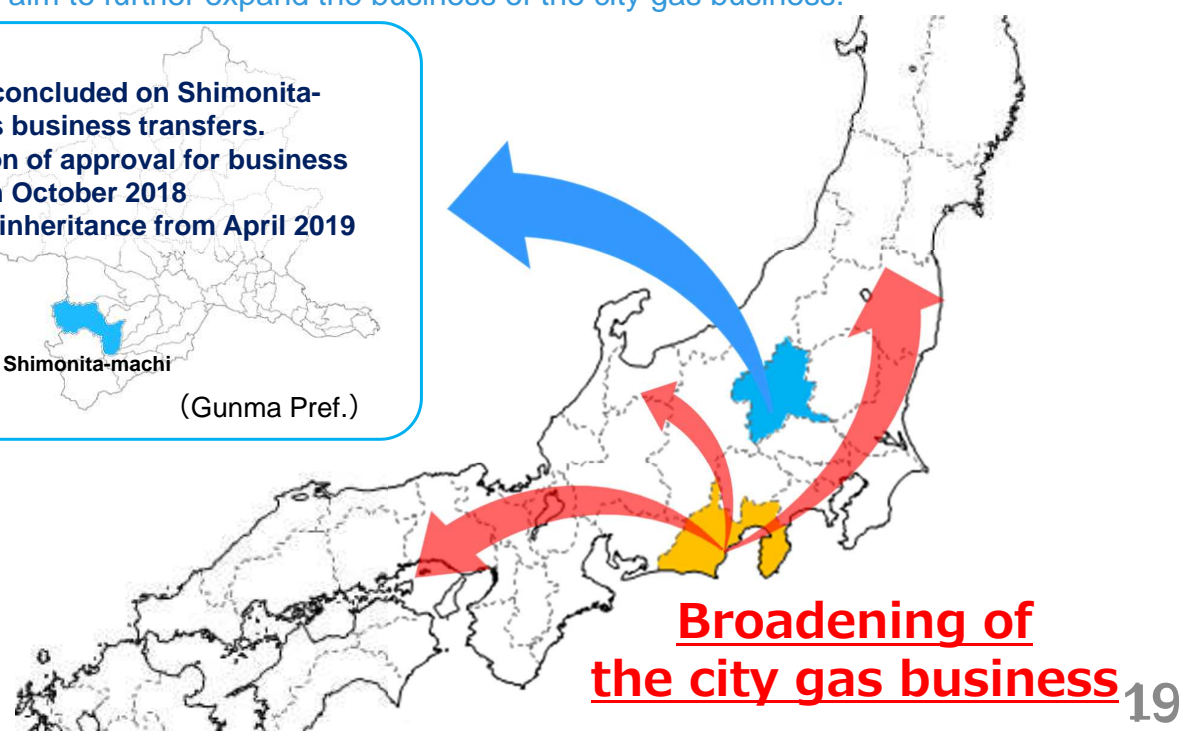 aim to further expand the business of the city gas business.
concluded on Shimonita-
s business transfers.
on of approval for business
n October 2018
inheritance from April 2019
Shimonita-machi
（Gunma Pref.）
Broadening of
the city gas business
19